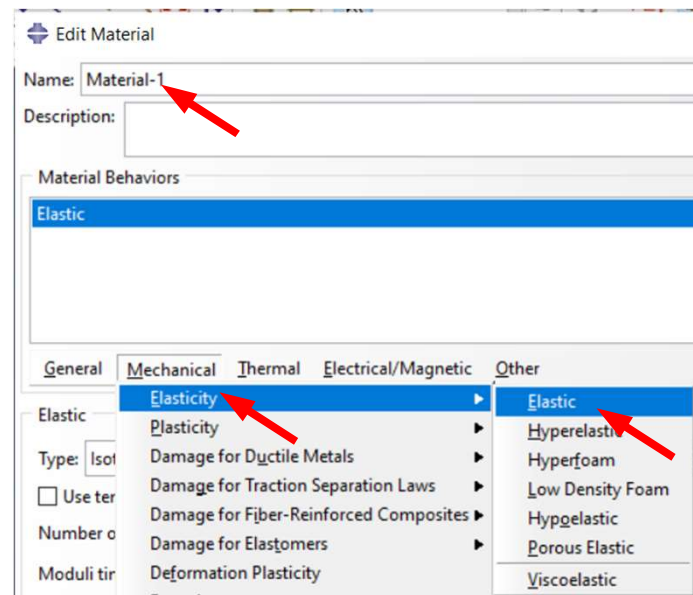 Edit Material
Name: Material-1
Description:
Material Behaviors
Elastic
General Mechanical Thermal Electrical/Magnetic Other
Elasticity
Plasticity
Damage for Ductile Metals
Damage for Traction Separation Laws
Damage for Fiber-Reinforced Composites
Damage for Elastomers
Deformation Plasticity
Elastic
Hyperelastic
Hyperfoam
Low Density Foam
Hypoelastic
Porous Elastic
Viscoelastic
Elastic
Type: Isot
Use ter
Number o
Moduli tir